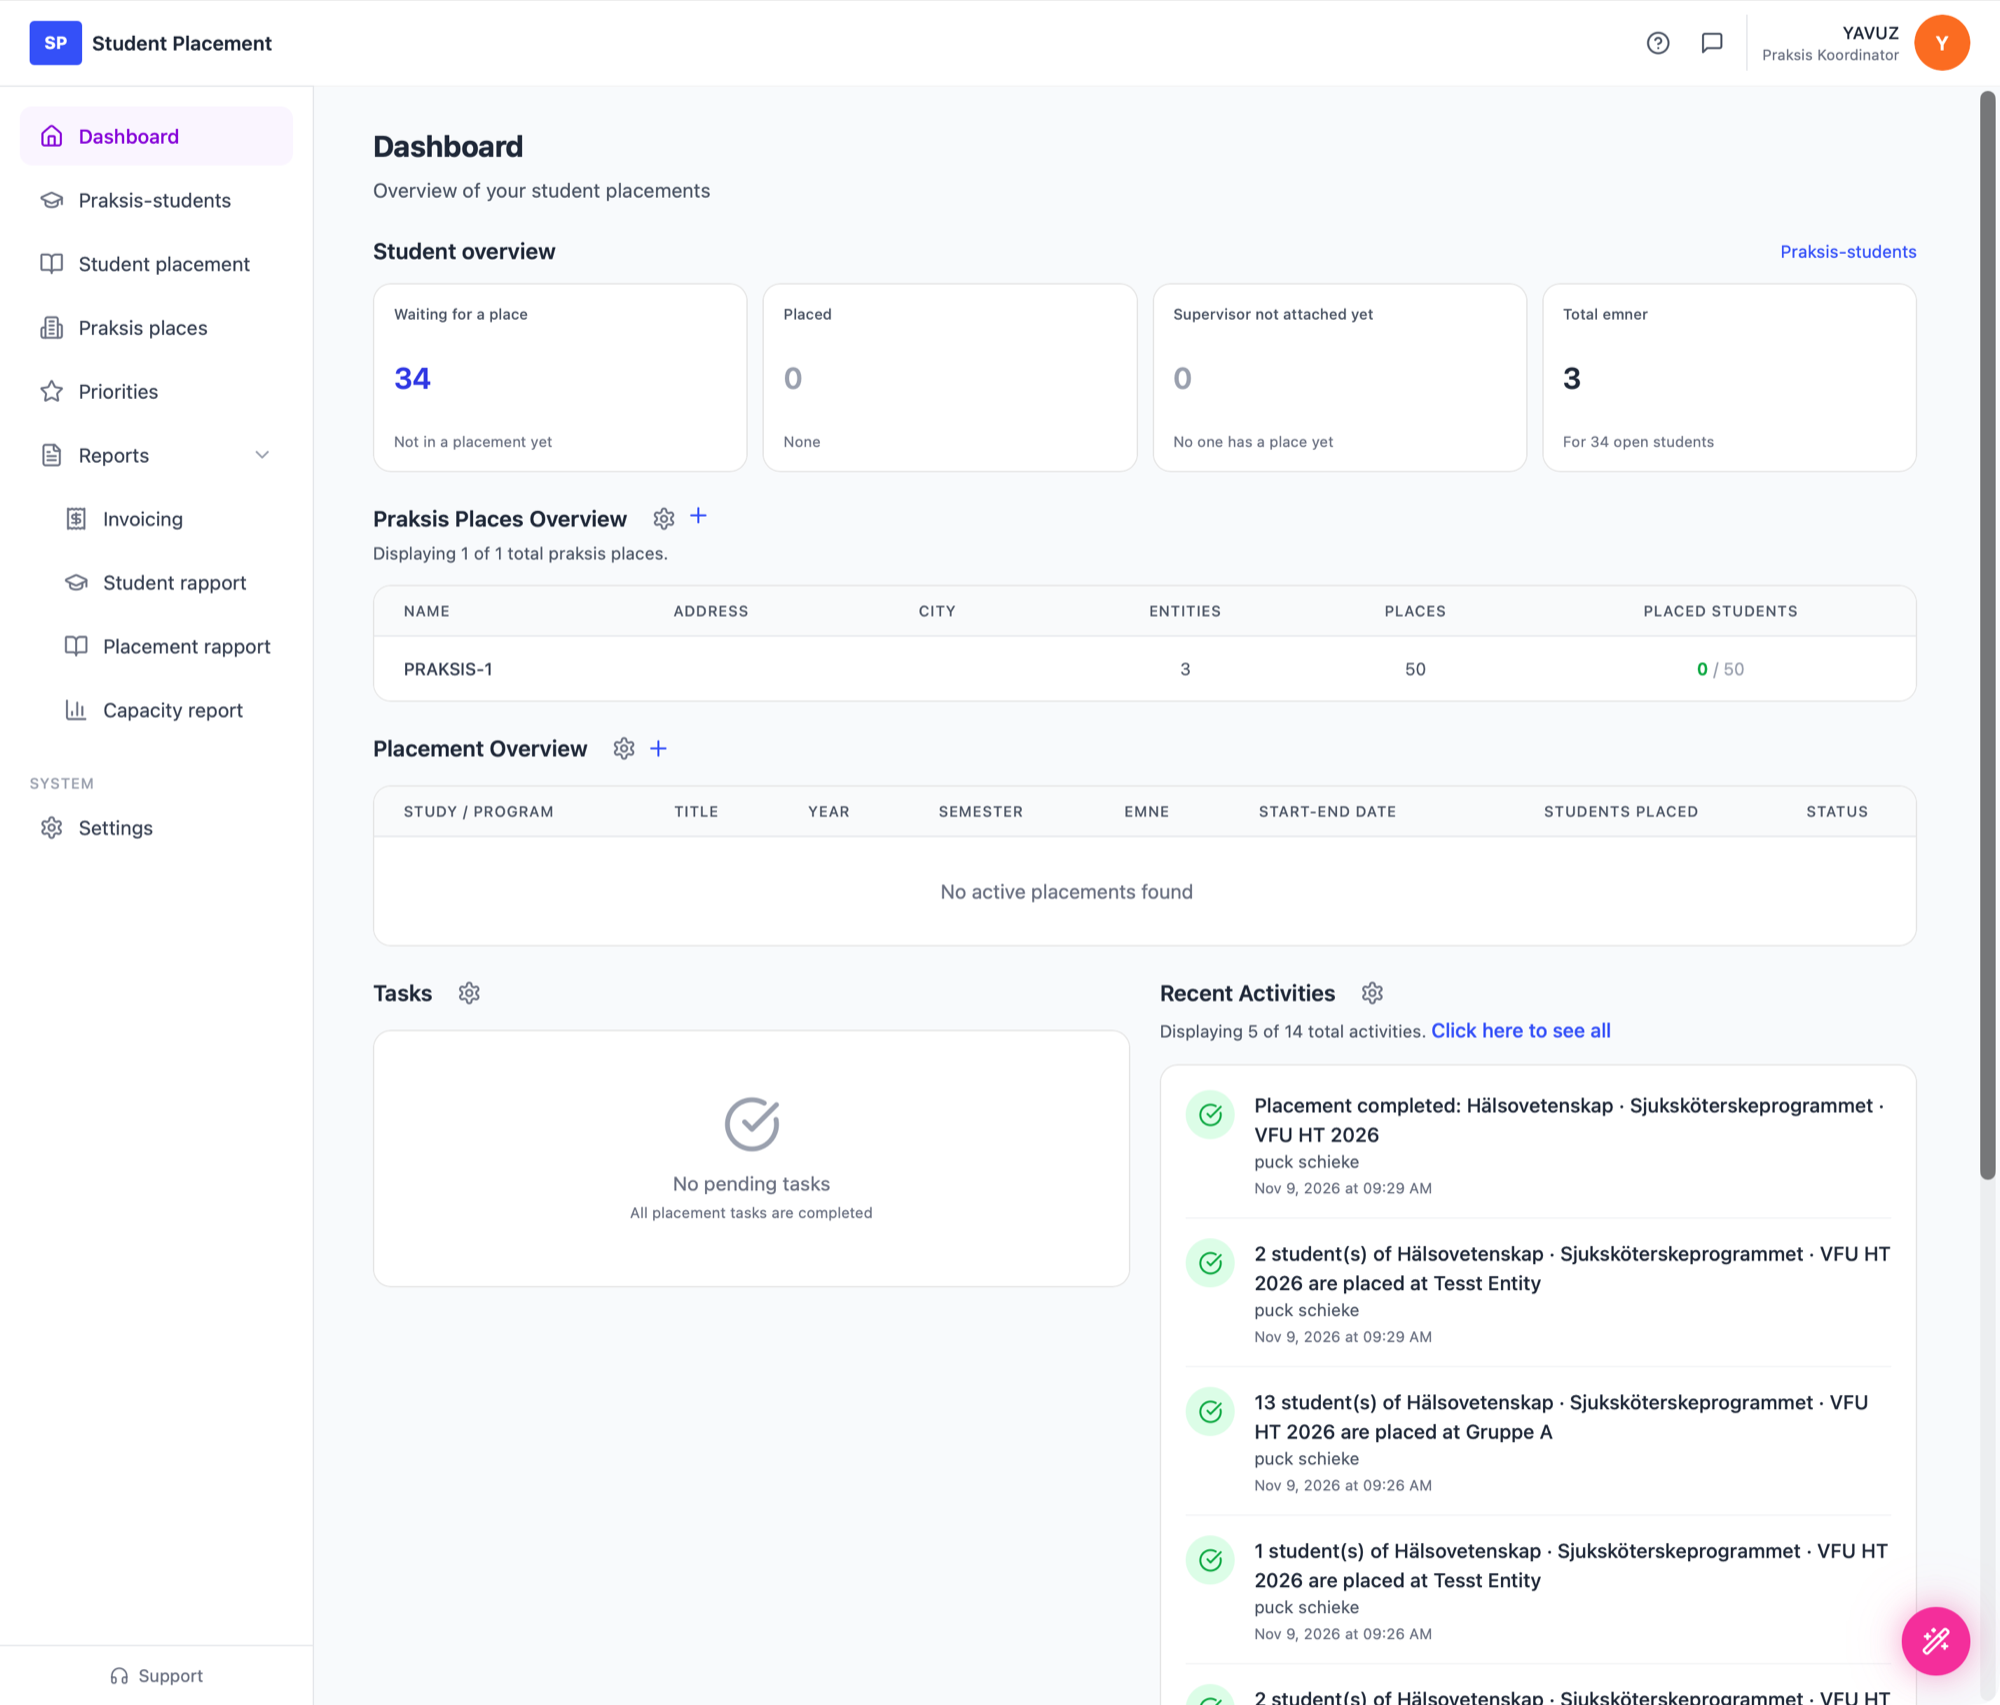 SP Student Placement
YAVUZ
Praksis Koordinator
Y
Dashboard
Praksis-students
Student placement
Praksis places
Priorities
Reports
Invoicing
Student rapport
Placement rapport
Capacity report
SYSTEM
Settings
Support
Dashboard
Overview of your student placements
Student overview
Praksis-students
Waiting for a place
34
Not in a placement yet
Placed
0
None
Supervisor not attached yet
0
No one has a place yet
Total emner
3
For 34 open students
Praksis Places Overview
Displaying 1 of 1 total praksis places.
NAME ADDRESS CITY ENTITIES PLACES PLACED STUDENTS
PRAKSIS-1 3 50 0 / 50
Placement Overview
STUDY / PROGRAM TITLE YEAR SEMESTER EMNE START-END DATE STUDENTS PLACED STATUS
No active placements found
Tasks
No pending tasks
All placement tasks are completed
Recent Activities
Displaying 5 of 14 total activities. Click here to see all
Placement completed: Hälsovetenskap · Sjuksköterskeprogrammet ·
VFU HT 2026
puck schieke
Nov 9, 2026 at 09:29 AM
2 student(s) of Hälsovetenskap · Sjuksköterskeprogrammet · VFU HT
2026 are placed at Tesst Entity
puck schieke
Nov 9, 2026 at 09:29 AM
13 student(s) of Hälsovetenskap · Sjuksköterskeprogrammet · VFU
HT 2026 are placed at Gruppe A
puck schieke
Nov 9, 2026 at 09:26 AM
1 student(s) of Hälsovetenskap · Sjuksköterskeprogrammet · VFU HT
2026 are placed at Tesst Entity
puck schieke
Nov 9, 2026 at 09:26 AM
2 student(s) of Hälsovetenskap · Sjuksköterskeprogrammet · VFU HT